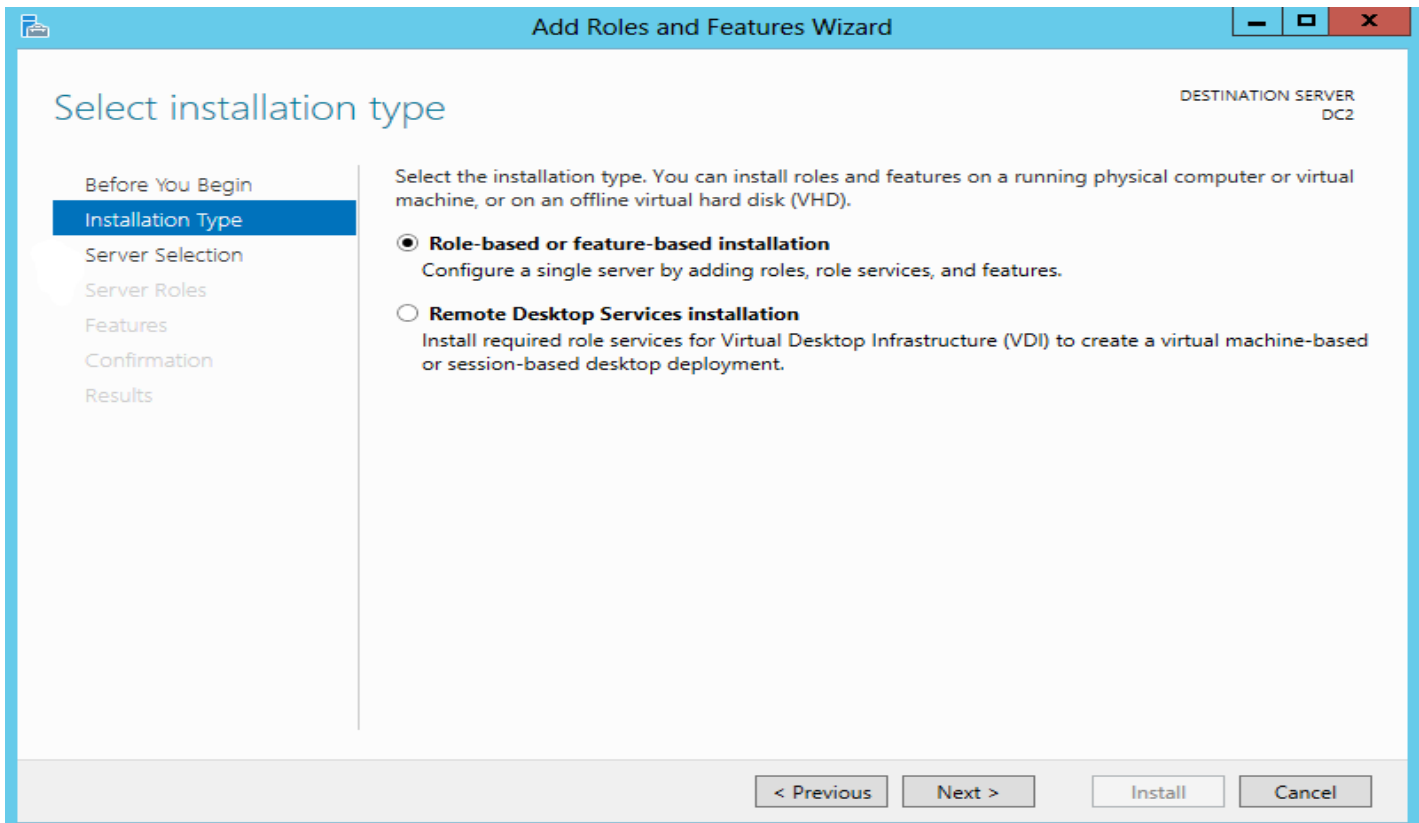 Add Roles and Features Wizard
Select installation type
DESTINATION SERVER
DC2
Before You Begin
Installation Type
Server Selection
Server Roles
Features
Confirmation
Results
Select the installation type. You can install roles and features on a running physical computer or virtual
machine, or on an offline virtual hard disk (VHD).
Role-based or feature-based installation
Configure a single server by adding roles, role services, and features.
Remote Desktop Services installation
Install required role services for Virtual Desktop Infrastructure (VDI) to create a virtual machine-based
or session-based desktop deployment.
< Previous
Next >
Install
Cancel